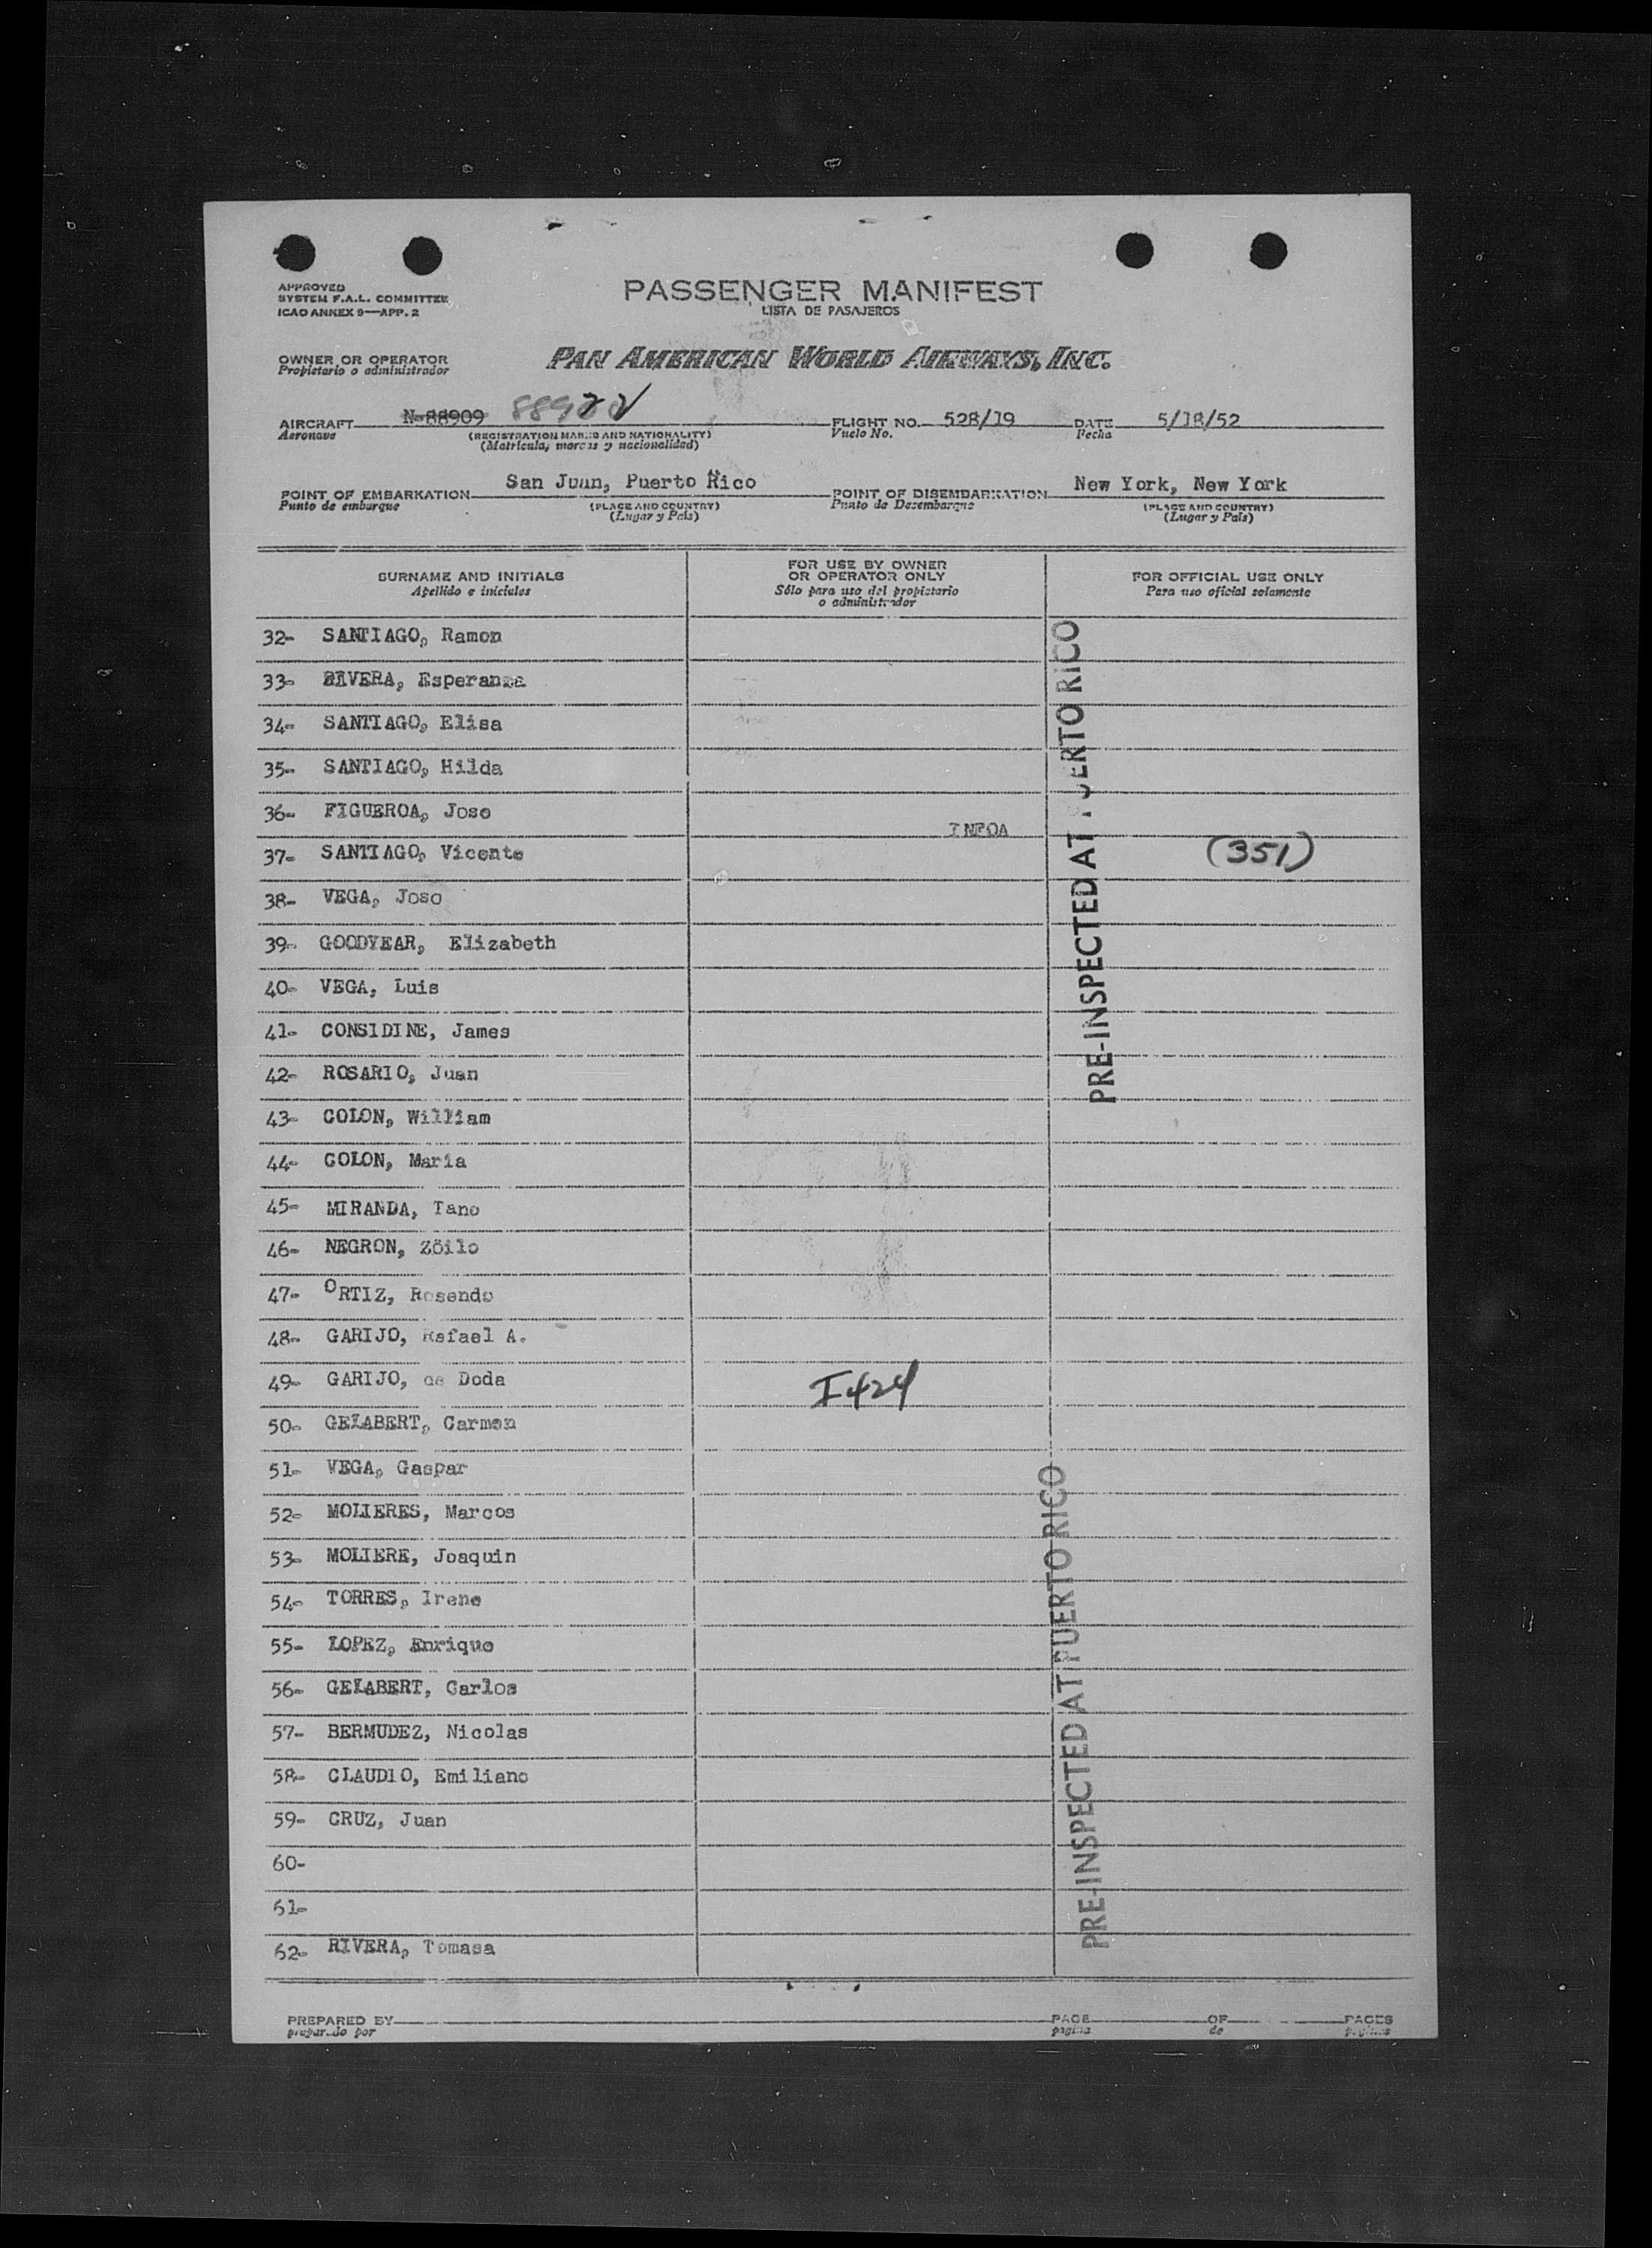 APPROVED
SYSTEM F.A.L. COMMITTEE
ICAO ANNEX 9—APP. 2
PASSENGER MANIFEST
LISTA DE PASAJEROS
OWNER OR OPERATOR
Propietario o administrador
PAN AMERICAN WORLD AIRWAYS, INC.
AIRCRAFT N-88909
Aeronave
(REGISTRATION MARKS AND NATIONALITY)
(Matricula, marcas y nacionalidad)
FLIGHT NO. 528/19
Vuelo No.
DATE 5/18/52
Fecha
POINT OF EMBARKATION San Juan, Puerto Rico
Punto de embarque
(PLACE AND COUNTRY)
(Lugar y País)
POINT OF DISEMBARKATION New York, New York
Punto de Desembarque
(PLACE AND COUNTRY)
(Lugar y País)
SURNAME AND INITIALS
Apellido e iniciales
FOR USE BY OWNER
OR OPERATOR ONLY
Sólo para uso del propietario
o administrador
FOR OFFICIAL USE ONLY
Para uso oficial solamente
32- SANTIAGO, Ramon
33- RIVERA, Esperanza
34- SANTIAGO, Elisa
35- SANTIAGO, Hilda
36- FIGUEROA, Jose
37- SANTIAGO, Vicente (351)
38- VEGA, Jose
39- GOODYEAR, Elizabeth
40- VEGA, Luis
41- CONSIDINE, James
42- ROSARIO, Juan
43- COLON, William
44- COLON, Maria
45- MIRANDA, Tano
46- NEGRON, Zöilo
47- ORTIZ, Rosendo
48- GARIJO, Rafael A.
49- GARIJO, de Doda I424
50- GELABERT, Carmen
51- VEGA, Gaspar
52- MOLIERES, Marcos
53- MOLIERE, Joaquin
54- TORRES, Irene
55- LOPEZ, Enrique
56- GELABERT, Carlos
57- BERMUDEZ, Nicolas
58- CLAUDIO, Emiliano
59- CRUZ, Juan
60-
61-
62- RIVERA, Tomasa
PRE-INSPECTED AT PUERTO RICO
PRE-INSPECTED AT PUERTO RICO
PREPARED BY
preparado por
PAGE OF PAGES
página de páginas